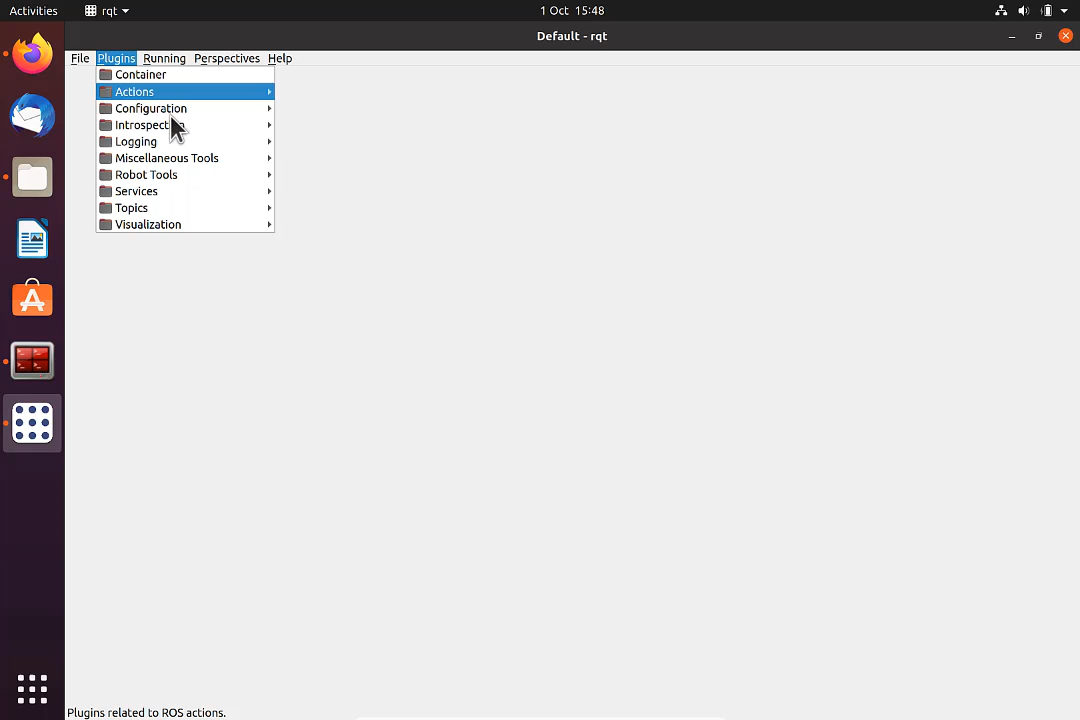 Activities
rqt
1 Oct 15:48
Default - rqt
File Plugins Running Perspectives Help
Container
Actions
Configuration
Introspect
Logging
Miscellaneous Tools
Robot Tools
Services
Topics
Visualization
Plugins related to ROS actions.